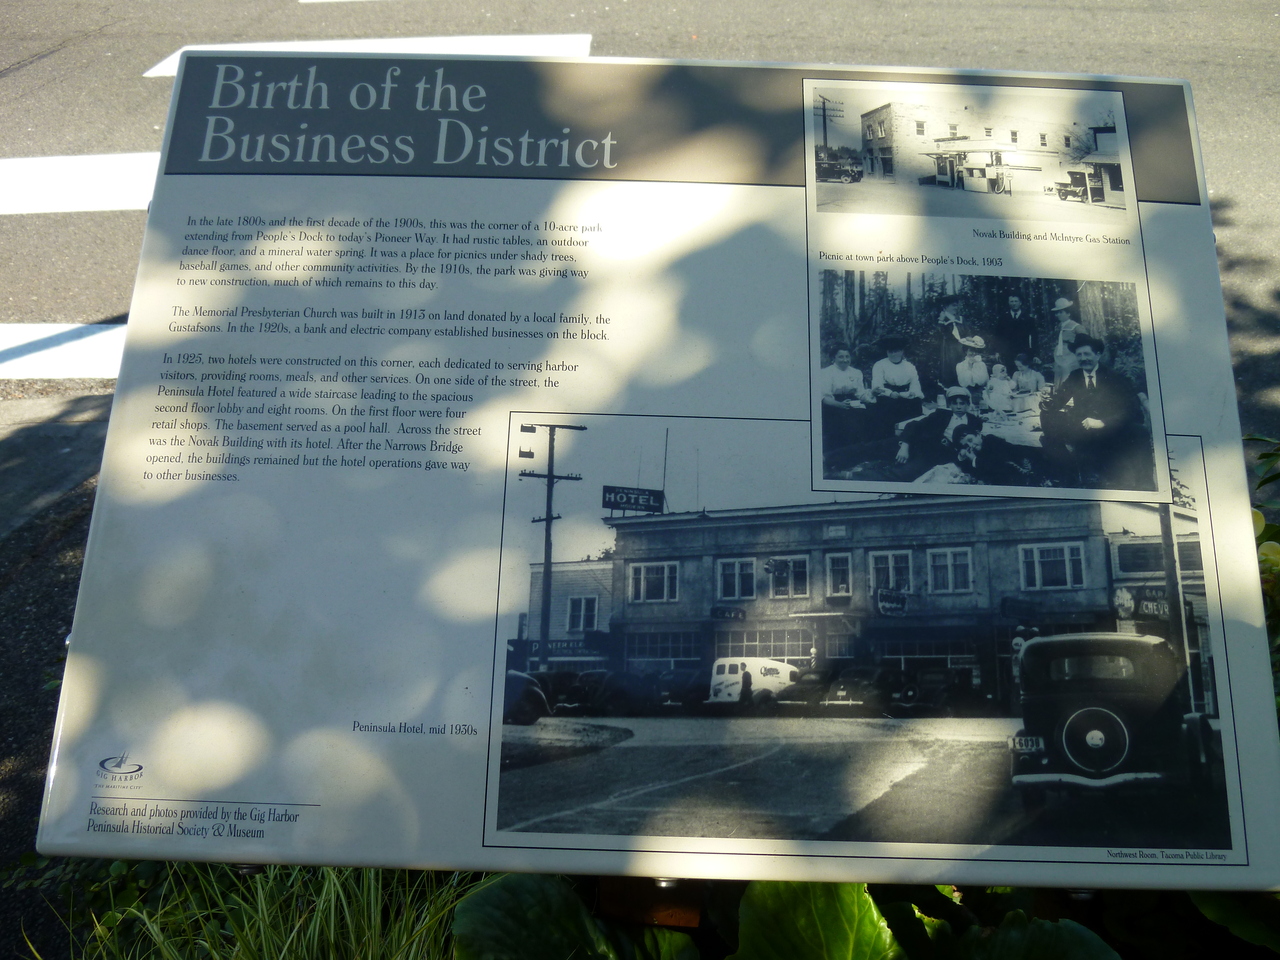 Birth of the
Business District
In the late 1800s and the first decade of the 1900s, this was the corner of a 10-acre park
extending from People's Dock to today's Pioneer Way. It had rustic tables, an outdoor
dance floor, and a mineral water spring. It was a place for picnics under shady trees,
baseball games, and other community activities. By the 1910s, the park was giving way
to new construction, much of which remains to this day.
The Memorial Presbyterian Church was built in 1913 on land donated by a local family, the
Gustafsons. In the 1920s, a bank and electric company established businesses on the block.
In 1925, two hotels were constructed on this corner, each dedicated to serving harbor
visitors, providing rooms, meals, and other services. On one side of the street, the
Peninsula Hotel featured a wide staircase leading to the spacious
second floor lobby and eight rooms. On the first floor were four
retail shops. The basement served as a pool hall. Across the street
was the Novak Building with its hotel. After the Narrows Bridge
opened, the buildings remained but the hotel operations gave way
to other businesses.
Novak Building and McIntyre Gas Station
Picnic at town park above People's Dock, 1903
HOTEL
CAFE
CHEVR
Peninsula Hotel, mid 1930s
Northwest Room, Tacoma Public Library
GIG HARBOR
"THE MARITIME CITY"
Research and photos provided by the Gig Harbor
Peninsula Historical Society & Museum